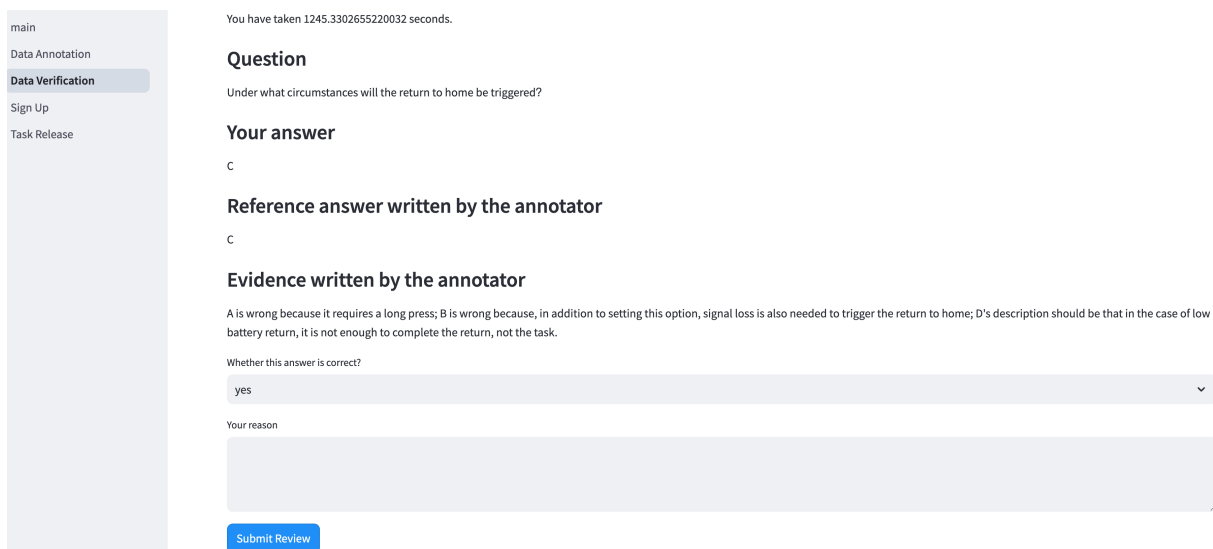 main
Data Annotation
Data Verification
Sign Up
Task Release
You have taken 1245.3302655220032 seconds.
Question
Under what circumstances will the return to home be triggered?
Your answer
C
Reference answer written by the annotator
C
Evidence written by the annotator
A is wrong because it requires a long press; B is wrong because, in addition to setting this option, signal loss is also needed to trigger the return to home; D's description should be that in the case of low
battery return, it is not enough to complete the return, not the task.
Whether this answer is correct?
yes
Your reason
Submit Review